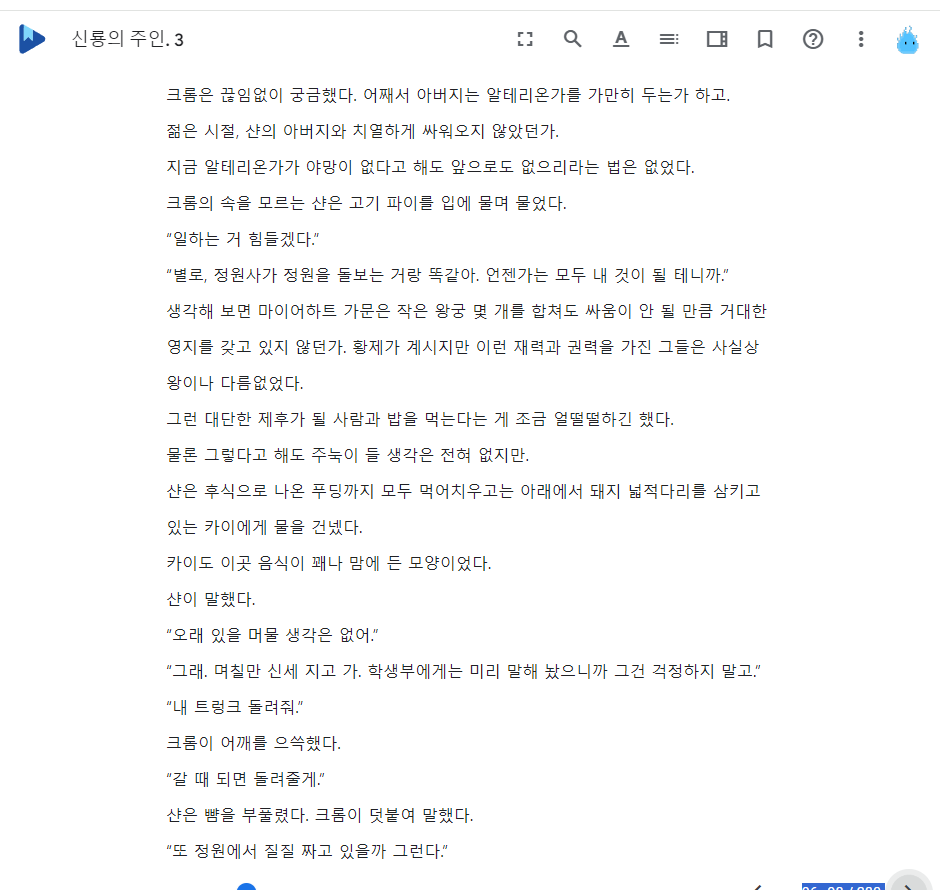 신룡의 주인. 3
크롬은 끊임없이 궁금했다. 어째서 아버지는 알테리온가를 가만히 두는가 하고.
젊은 시절, 샨의 아버지와 치열하게 싸워오지 않았던가.
지금 알테리온가가 야망이 없다고 해도 앞으로도 없으리라는 법은 없었다.
크롬의 속을 모르는 샨은 고기 파이를 입에 물며 물었다.
“일하는 거 힘들겠다.”
“별로, 정원사가 정원을 돌보는 거랑 똑같아. 언젠가는 모두 내 것이 될 테니까.”
생각해 보면 마이어하트 가문은 작은 왕궁 몇 개를 합쳐도 싸움이 안 될 만큼 거대한
영지를 갖고 있지 않던가. 황제가 계시지만 이런 재력과 권력을 가진 그들은 사실상
왕이나 다름없었다.
그런 대단한 제후가 될 사람과 밥을 먹는다는 게 조금 얼떨떨하긴 했다.
물론 그렇다고 해도 주눅이 들 생각은 전혀 없지만.
샨은 후식으로 나온 푸딩까지 모두 먹어치우고는 아래에서 돼지 넓적다리를 삼키고
있는 카이에게 물을 건넸다.
카이도 이곳 음식이 꽤나 맘에 든 모양이었다.
샨이 말했다.
“오래 있을 머물 생각은 없어.”
“그래. 며칠만 신세 지고 가. 학생부에게는 미리 말해 놨으니까 그건 걱정하지 말고.”
“내 트렁크 돌려줘.”
크롬이 어깨를 으쓱했다.
“갈 때 되면 돌려줄게.”
샨은 뺨을 부풀렸다. 크롬이 덧붙여 말했다.
“또 정원에서 질질 짜고 있을까 그런다.”